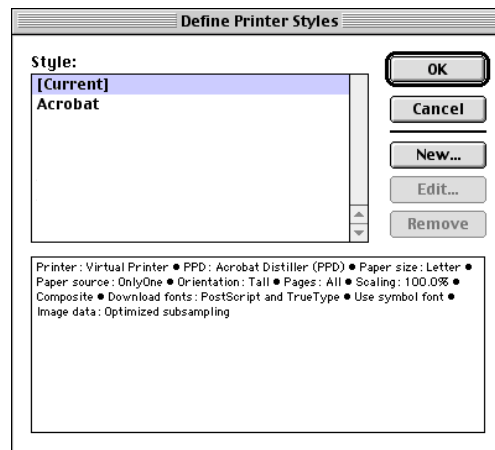 Define Printer Styles
Style:
[Current]
Acrobat
OK
Cancel
New...
Edit...
Remove
Printer: Virtual Printer ● PPD: Acrobat Distiller (PPD) ● Paper size: Letter ●
Paper source: OnlyOne ● Orientation: Tall ● Pages: All ● Scaling: 100.0% ●
Composite ● Download fonts: PostScript and TrueType ● Use symbol font ●
Image data: Optimized subsampling